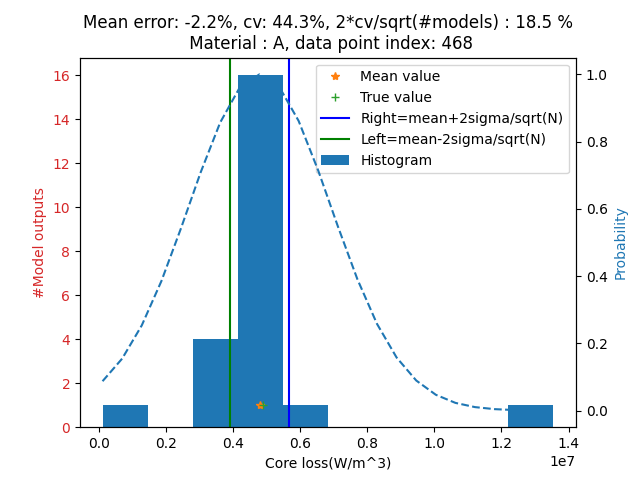 Mean error: -2.2%, cv: 44.3%, 2*cv/sqrt(#models) : 18.5 %
Material : A, data point index: 468
Mean value
True value
Right=mean+2sigma/sqrt(N)
Left=mean-2sigma/sqrt(N)
Histogram
16
14
12
10
8
6
4
2
0
#Model outputs
1.0
0.8
0.6
0.4
0.2
0.0
Probability
0.0 0.2 0.4 0.6 0.8 1.0 1.2 1.4
1e7
Core loss(W/m^3)